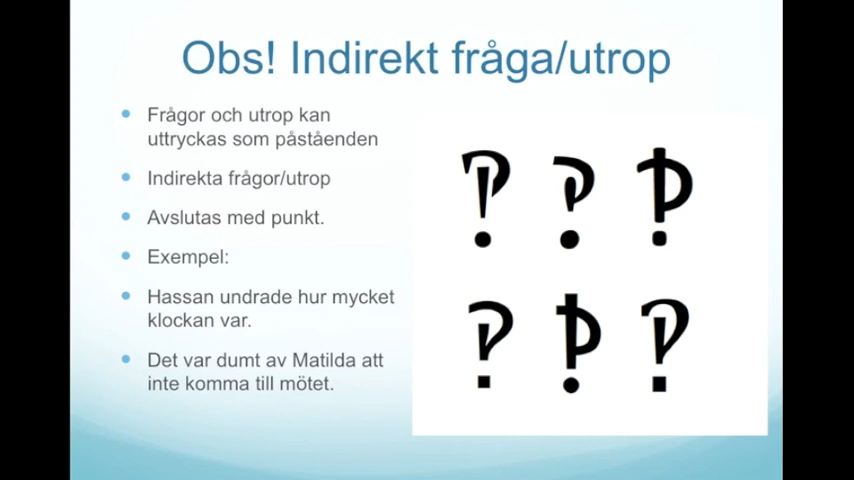 Obs! Indirekt fråga/utrop
Frågor och utrop kan
uttryckas som påståenden
Indirekta frågor/utrop
Avslutas med punkt.
Exempel:
Hassan undrade hur mycket
klockan var.
Det var dumt av Matilda att
inte komma till mötet.
‽ ‽ ‽
‽ ‽ ‽